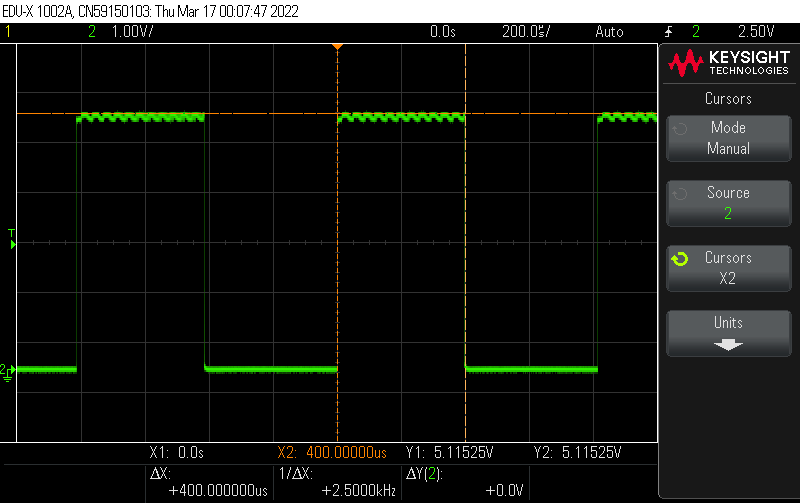 EDU-X 1002A, CN59150103: Thu Mar 17 00:07:47 2022
1 2 1.00V/ 0.0s 200.0us/ Auto 2 2.50V
KEYSIGHT
TECHNOLOGIES
Cursors
Mode
Manual
Source
2
Cursors
X2
Units
T
2
X1: 0.0s X2: 400.00000us Y1: 5.11525V Y2: 5.11525V
ΔX: 1/ΔX: ΔY(2):
+400.000000us +2.5000kHz +0.0V